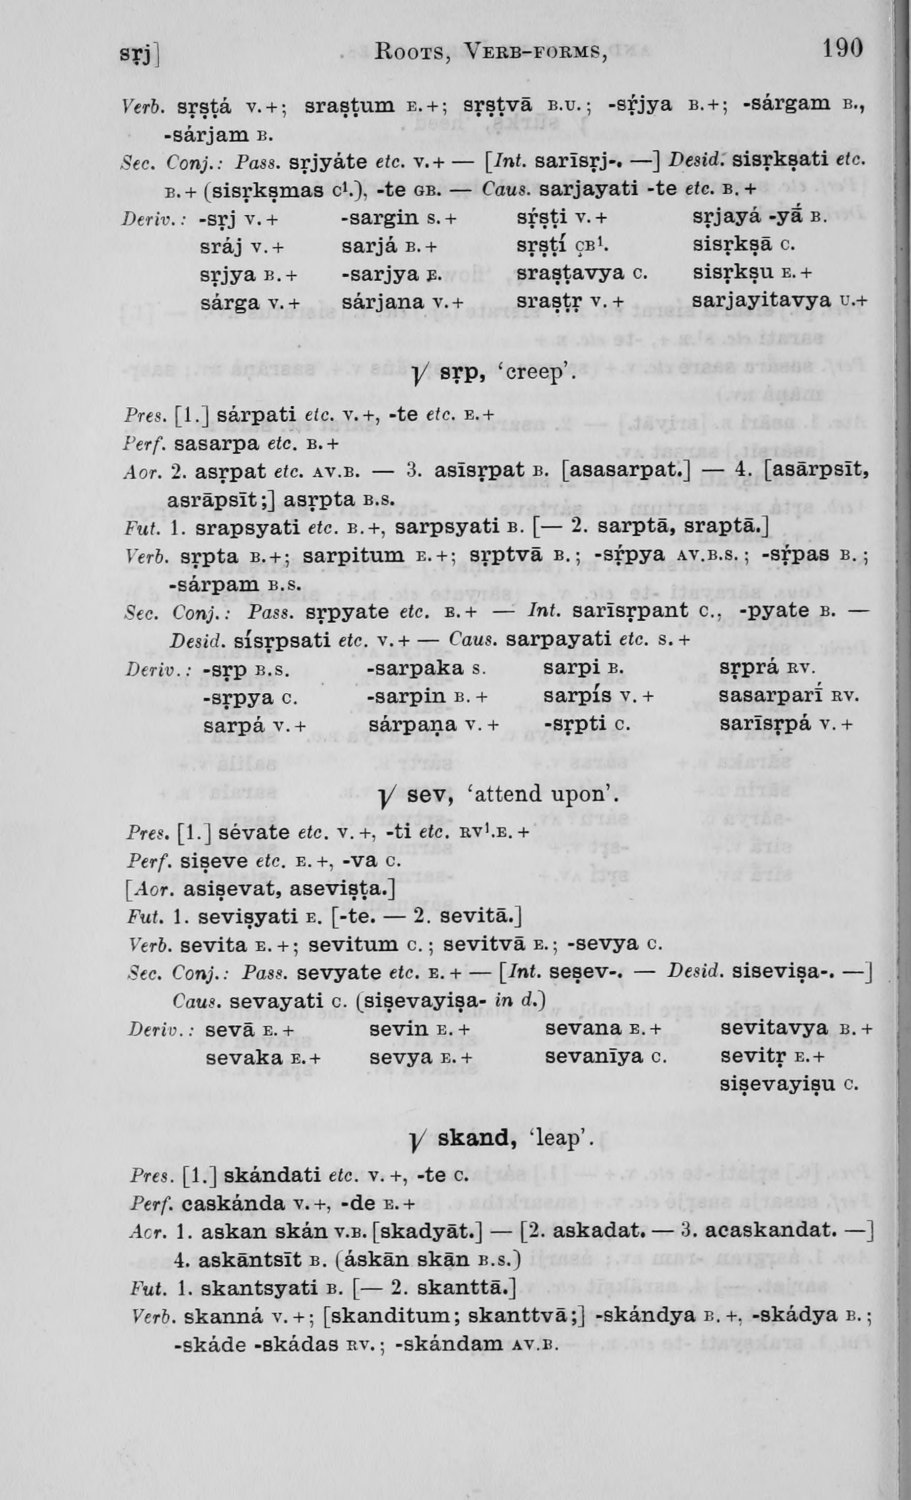 sṛj] Roots, Verb-forms, 190
Verb. sṛṣṭá v.+; sraṣṭum e.+; sṛṣṭvā b.u.; -sṛ́jya b.+; -sárgam b.,
-sárjam b.
Sec. Conj.: Pass. sṛjyáte etc. v.+ — [Int. sarīsṛj-. —] Desid. sisṛkṣati etc.
b.+ (sisṛkṣmas c¹.), -te gb. — Caus. sarjayati -te etc. b.+
Deriv.: -sṛj v.+ -sargin s.+ sṛ́ṣṭi v.+ sṛjayá -yā́ b.
sráj v.+ sarjá b.+ sṛṣṭí çb¹. sisṛkṣā c.
sṛjya b.+ -sarjya e. sraṣṭavya c. sisṛkṣu e.+
sárga v.+ sárjana v.+ sraṣṭṛ v.+ sarjayitavya u.+
√ sṛp, ‘creep’.
Pres. [1.] sárpati etc. v.+, -te etc. e.+
Perf. sasarpa etc. b.+
Aor. 2. asṛpat etc. av.b. — 3. asīsṛpat b. [asasarpat.] — 4. [asārpsīt,
asrāpsīt;] asṛpta b.s.
Fut. 1. srapsyati etc. b.+, sarpsyati b. [— 2. sarptā, sraptā.]
Verb. sṛpta b.+; sarpitum e.+; sṛptvā b.; -sṛ́pya av.b.s.; -sṛ́pas b.;
-sárpam b.s.
Sec. Conj.: Pass. sṛpyate etc. e.+ — Int. sarīsṛpant c., -pyate b. —
Desid. sísṛpsati etc. v.+ — Caus. sarpayati etc. s.+
Deriv.: -sṛp b.s. -sarpaka s. sarpi b. sṛprá rv.
-sṛpya c. -sarpin b.+ sarpís v.+ sasarparī́ rv.
sarpá v.+ sárpaṇa v.+ -sṛpti c. sarīsṛpá v.+
√ sev, ‘attend upon’.
Pres. [1.] sévate etc. v.+, -ti etc. rv¹.e.+
Perf. siṣeve etc. e.+, -va c.
[Aor. asiṣevat, aseviṣṭa.]
Fut. 1. seviṣyati e. [-te. — 2. sevitā.]
Verb. sevita e.+; sevitum c.; sevitvā e.; -sevya c.
Sec. Conj.: Pass. sevyate etc. e.+ — [Int. seṣev-. — Desid. siseviṣa-. —]
Caus. sevayati c. (siṣevayiṣa- in d.)
Deriv.: sevā e.+ sevin e.+ sevana e.+ sevitavya b.+
sevaka e.+ sevya e.+ sevanīya c. sevitṛ e.+
siṣevayiṣu c.
√ skand, ‘leap’.
Pres. [1.] skándati etc. v.+, -te c.
Perf. caskánda v.+, -de e.+
Aor. 1. askan skán v.b. [skadyāt.] — [2. askadat. — 3. acaskandat. —]
4. askāntsīt b. (áskān skān b.s.)
Fut. 1. skantsyati b. [— 2. skanttā.]
Verb. skanná v.+; [skanditum; skanttvā;] -skándya b.+, -skádya b.;
-skáde -skádas rv.; -skándam av.b.